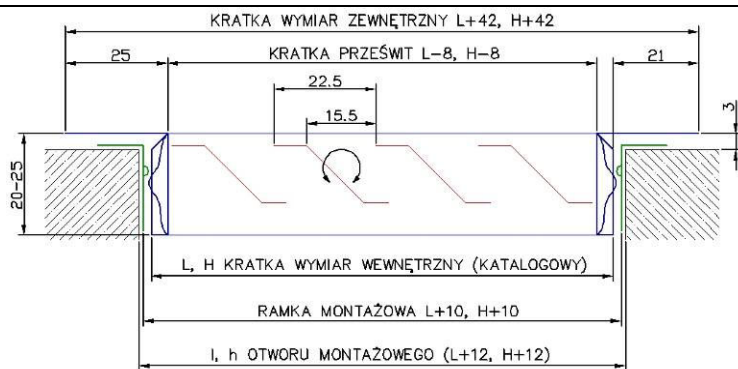 KRATKA WYMIAR ZEWNĘTRZNY L+42, H+42
25
KRATKA PRZEŚWIT L-8, H-8
21
22.5
15.5
3
20-25
L, H KRATKA WYMIAR WEWNĘTRZNY (KATALOGOWY)
RAMKA MONTAŻOWA L+10, H+10
l, h OTWORU MONTAŻOWEGO (L+12, H+12)